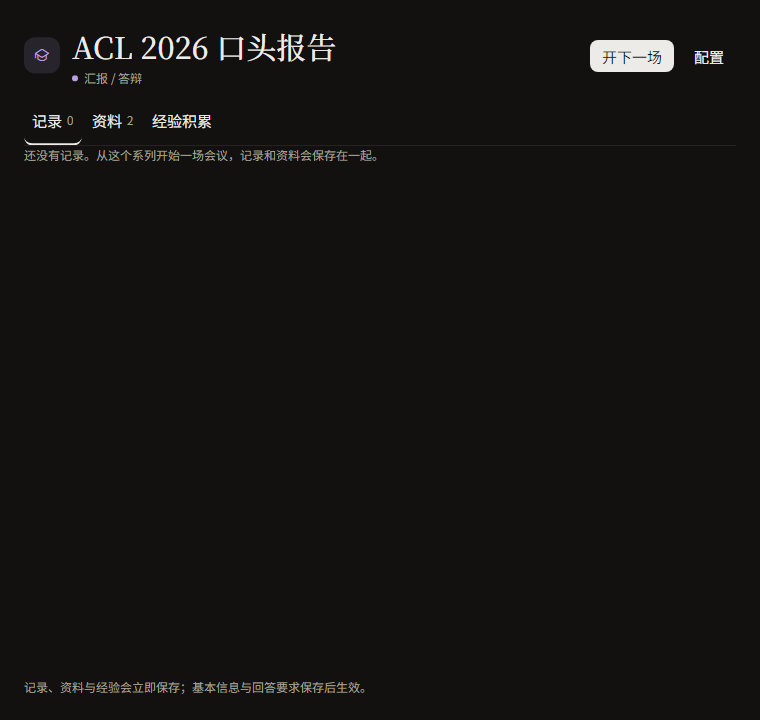 ACL 2026 口头报告
汇报 / 答辩
开下一场
配置
记录 0
资料 2
经验积累
还没有记录。从这个系列开始一场会议，记录和资料会保存在一起。
记录、资料与经验会立即保存；基本信息与回答要求保存后生效。